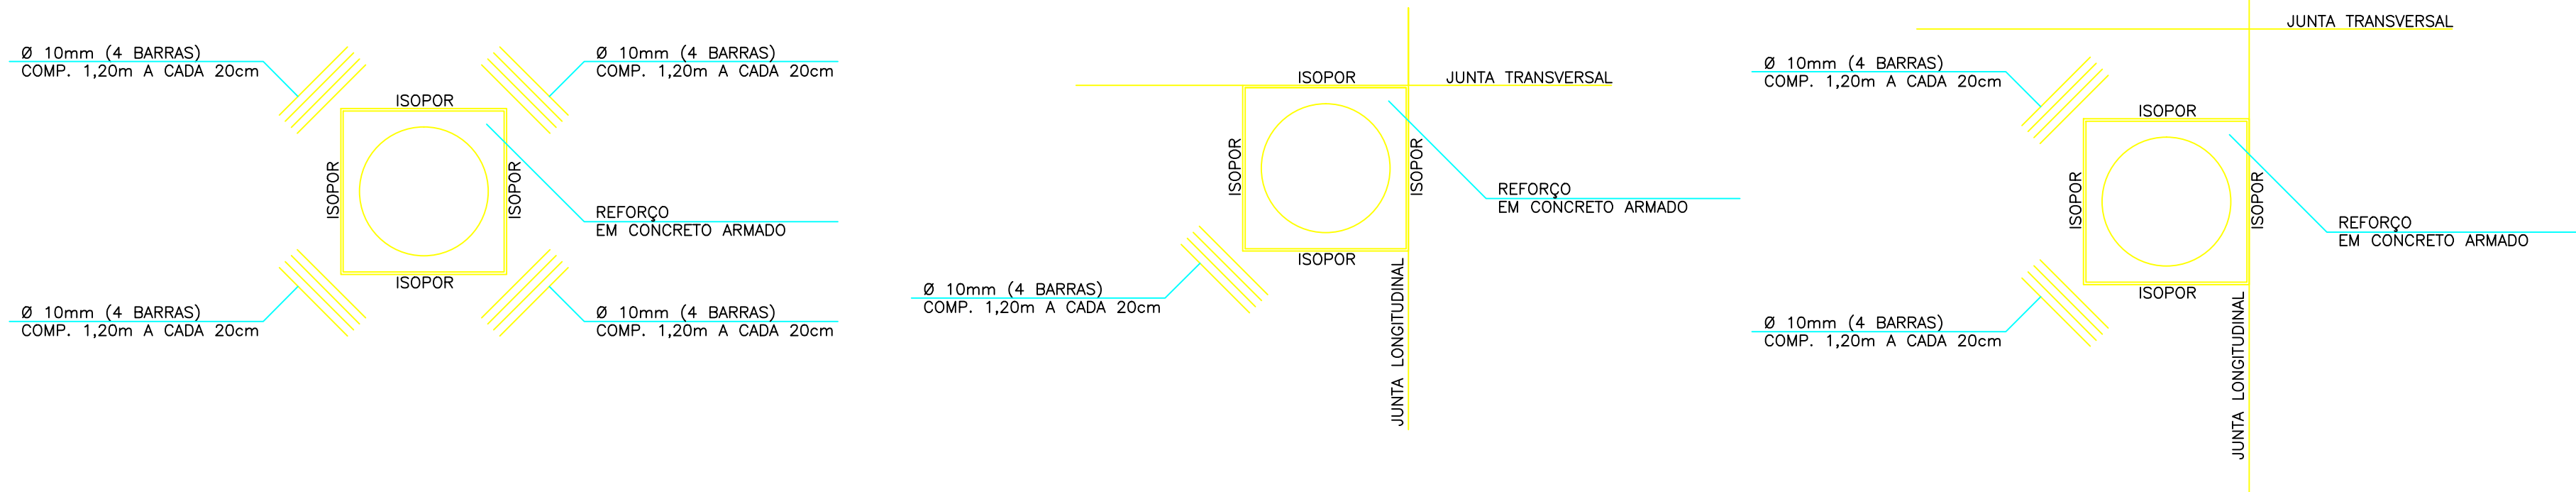 Ø 10mm (4 BARRAS)
COMP. 1,20m A CADA 20cm
Ø 10mm (4 BARRAS)
COMP. 1,20m A CADA 20cm
ISOPOR
ISOPOR
ISOPOR
ISOPOR
REFORÇO
EM CONCRETO ARMADO
Ø 10mm (4 BARRAS)
COMP. 1,20m A CADA 20cm
Ø 10mm (4 BARRAS)
COMP. 1,20m A CADA 20cm
ISOPOR
JUNTA TRANSVERSAL
ISOPOR
ISOPOR
REFORÇO
EM CONCRETO ARMADO
ISOPOR
Ø 10mm (4 BARRAS)
COMP. 1,20m A CADA 20cm
JUNTA LONGITUDINAL
JUNTA TRANSVERSAL
Ø 10mm (4 BARRAS)
COMP. 1,20m A CADA 20cm
ISOPOR
ISOPOR
ISOPOR
REFORÇO
EM CONCRETO ARMADO
ISOPOR
Ø 10mm (4 BARRAS)
COMP. 1,20m A CADA 20cm
JUNTA LONGITUDINAL